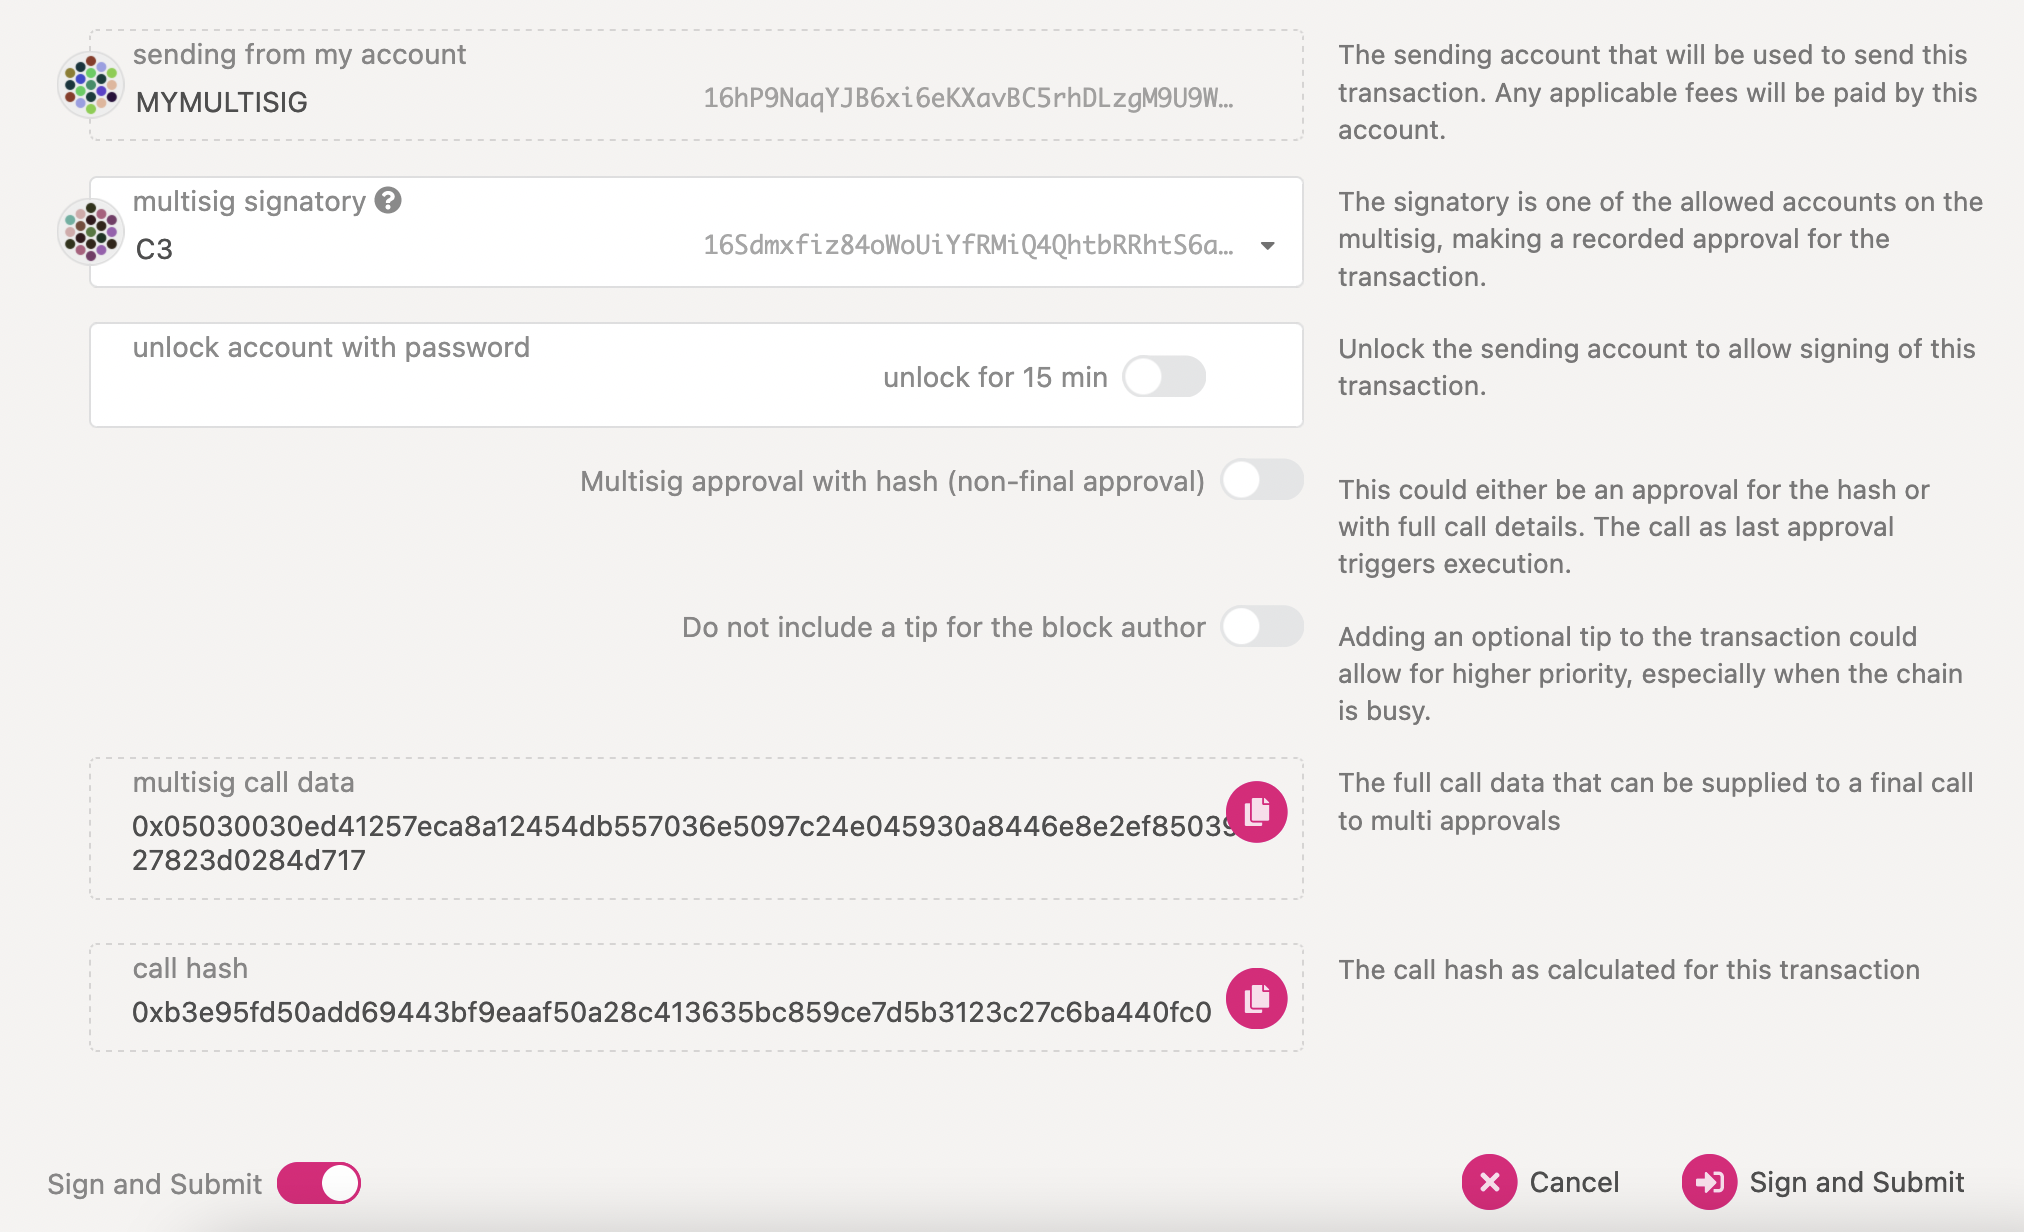 sending from my account
MYMULTISIG
16hP9NaqYJB6xi6eKXavBC5rhDLzgM9U9W…
The sending account that will be used to send this
transaction. Any applicable fees will be paid by this
account.
multisig signatory ?
C3
16Sdmxfiz84oWoUiYfRMiQ4QhtbRRhtS6a…
The signatory is one of the allowed accounts on the
multisig, making a recorded approval for the
transaction.
unlock account with password
unlock for 15 min
Unlock the sending account to allow signing of this
transaction.
Multisig approval with hash (non-final approval)
This could either be an approval for the hash or
with full call details. The call as last approval
triggers execution.
Do not include a tip for the block author
Adding an optional tip to the transaction could
allow for higher priority, especially when the chain
is busy.
multisig call data
0x05030030ed41257eca8a12454db557036e5097c24e045930a8446e8e2ef85039
27823d0284d717
The full call data that can be supplied to a final call
to multi approvals
call hash
0xb3e95fd50add69443bf9eaaf50a28c413635bc859ce7d5b3123c27c6ba440fc0
The call hash as calculated for this transaction
Sign and Submit
Cancel
Sign and Submit